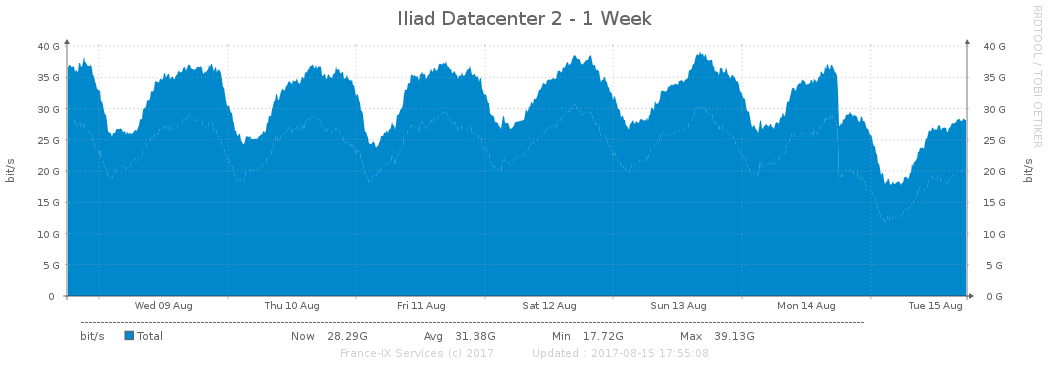 Iliad Datacenter 2 - 1 Week
RRDTOOL / TOBI OETIKER
40 G 40 G
35 G 35 G
30 G 30 G
25 G 25 G
20 G 20 G
15 G 15 G
10 G 10 G
5 G 5 G
0 0 G
bit/s bit/s
Wed 09 Aug Thu 10 Aug Fri 11 Aug Sat 12 Aug Sun 13 Aug Mon 14 Aug Tue 15 Aug
bit/s Total Now 28.29G Avg 31.38G Min 17.72G Max 39.13G
France-IX Services (c) 2017 Updated : 2017-08-15 17:55:08